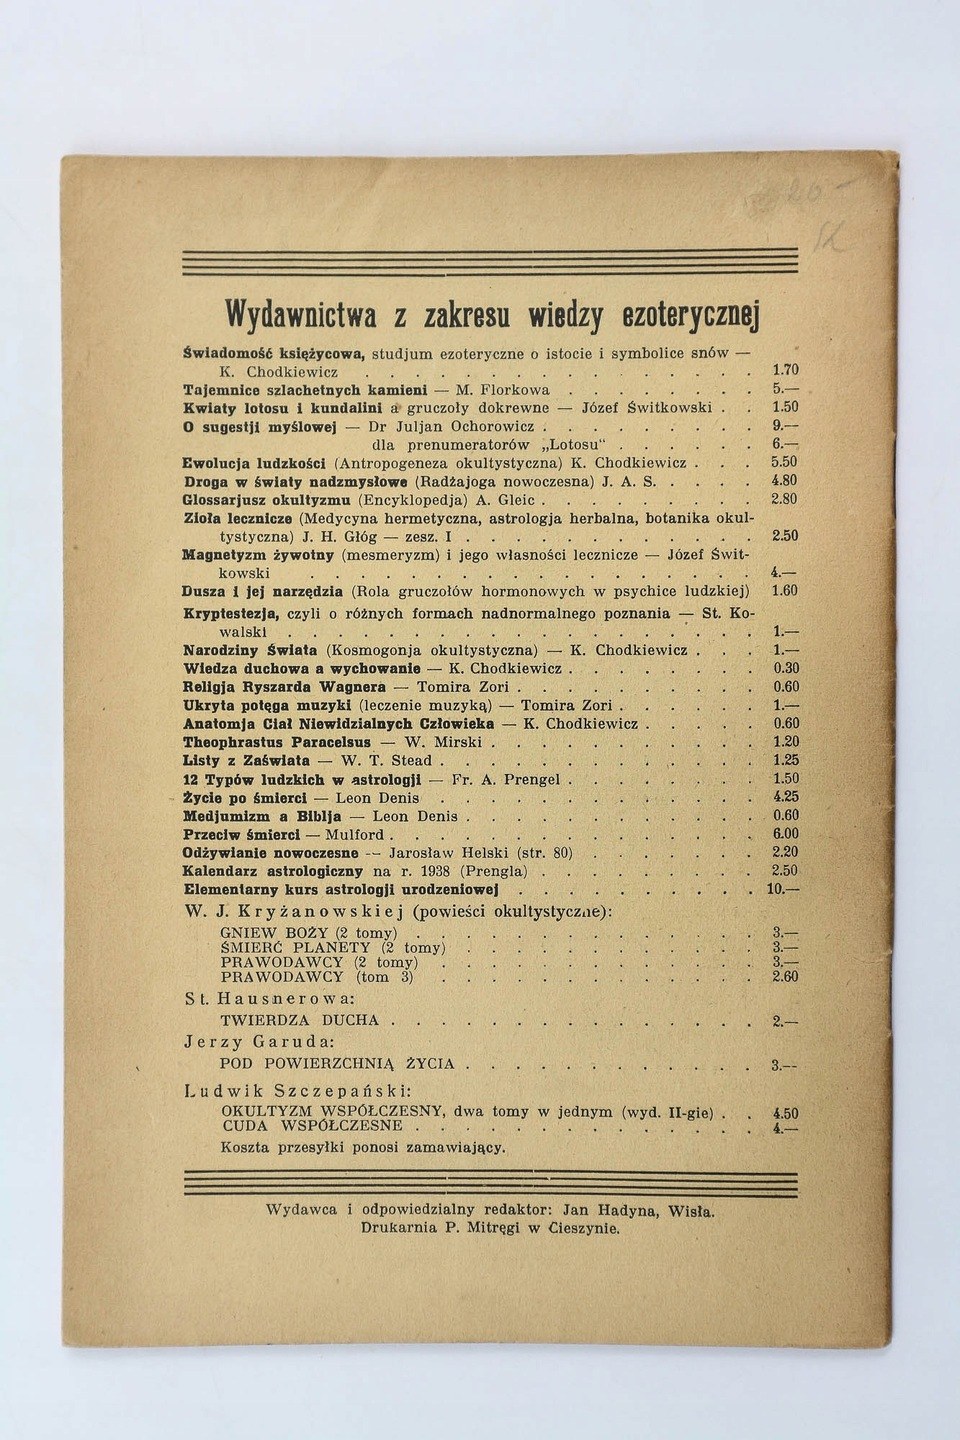 Wydawnictwa z zakresu wiedzy ezoterycznej
Świadomość księżycowa, studjum ezoteryczne o istocie i symbolice snów —
K. Chodkiewicz . . . . . . . . . . . . . . . . 1.70
Tajemnice szlachetnych kamieni — M. Florkowa . . . . . . . . 5.—
Kwiaty lotosu i kundalini a gruczoły dokrewne — Józef Świtkowski . . 1.50
O sugestji myślowej — Dr Juljan Ochorowicz . . . . . . . . . 9.—
dla prenumeratorów „Lotosu" . . . . . . 6.—
Ewolucja ludzkości (Antropogeneza okultystyczna) K. Chodkiewicz . . . 5.50
Droga w światy nadzmysłowe (Radżajoga nowoczesna) J. A. S. . . . . 4.80
Glossarjusz okultyzmu (Encyklopedja) A. Gleic . . . . . . . . . 2.80
Zioła lecznicze (Medycyna hermetyczna, astrologja herbalna, botanika okul-
tystyczna) J. H. Głóg — zesz. I . . . . . . . . . . . . 2.50
Magnetyzm żywotny (mesmeryzm) i jego własności lecznicze — Józef Świt-
kowski . . . . . . . . . . . . . . . . . . 4.—
Dusza i jej narzędzia (Rola gruczołów hormonowych w psychice ludzkiej) 1.60
Kryptestezja, czyli o różnych formach nadnormalnego poznania — St. Ko-
walski . . . . . . . . . . . . . . . . . . . 1.—
Narodziny Świata (Kosmogonja okultystyczna) — K. Chodkiewicz . . . 1.—
Wiedza duchowa a wychowanie — K. Chodkiewicz . . . . . . . . 0.30
Religja Ryszarda Wagnera — Tomira Zori . . . . . . . . . . 0.60
Ukryta potęga muzyki (leczenie muzyką) — Tomira Zori . . . . . . 1.—
Anatomja Ciał Niewidzialnych Człowieka — K. Chodkiewicz . . . . . 0.60
Theophrastus Paracelsus — W. Mirski . . . . . . . . . . . 1.20
Listy z Zaświata — W. T. Stead . . . . . . . . . . . . . 1.25
12 Typów ludzkich w astrologji — Fr. A. Prengel . . . . . . . . 1.50
Życie po śmierci — Leon Denis . . . . . . . . . . . . . 4.25
Medjumizm a Biblja — Leon Denis . . . . . . . . . . . . 0.60
Przeciw śmierci — Mulford . . . . . . . . . . . . . . . 6.00
Odżywianie nowoczesne — Jarosław Helski (str. 80) . . . . . . . 2.20
Kalendarz astrologiczny na r. 1938 (Prengla) . . . . . . . . . 2.50
Elementarny kurs astrologji urodzeniowej . . . . . . . . . . 10.—
W. J. Kryżanowskiej (powieści okultystyczne):
GNIEW BOŻY (2 tomy) . . . . . . . . . . . . . . 3.—
ŚMIERĆ PLANETY (2 tomy) . . . . . . . . . . . . 3.—
PRAWODAWCY (2 tomy) . . . . . . . . . . . . . 3.—
PRAWODAWCY (tom 3) . . . . . . . . . . . . . 2.60
St. Hausnerowa:
TWIERDZA DUCHA . . . . . . . . . . . . . . . 2.—
Jerzy Garuda:
POD POWIERZCHNIĄ ŻYCIA . . . . . . . . . . . . 3.—
Ludwik Szczepański:
OKULTYZM WSPÓŁCZESNY, dwa tomy w jednym (wyd. II-gie) . . 4.50
CUDA WSPÓŁCZESNE . . . . . . . . . . . . . . 4.—
Koszta przesyłki ponosi zamawiający.
Wydawca i odpowiedzialny redaktor: Jan Hadyna, Wisła.
Drukarnia P. Mitręgi w Cieszynie.